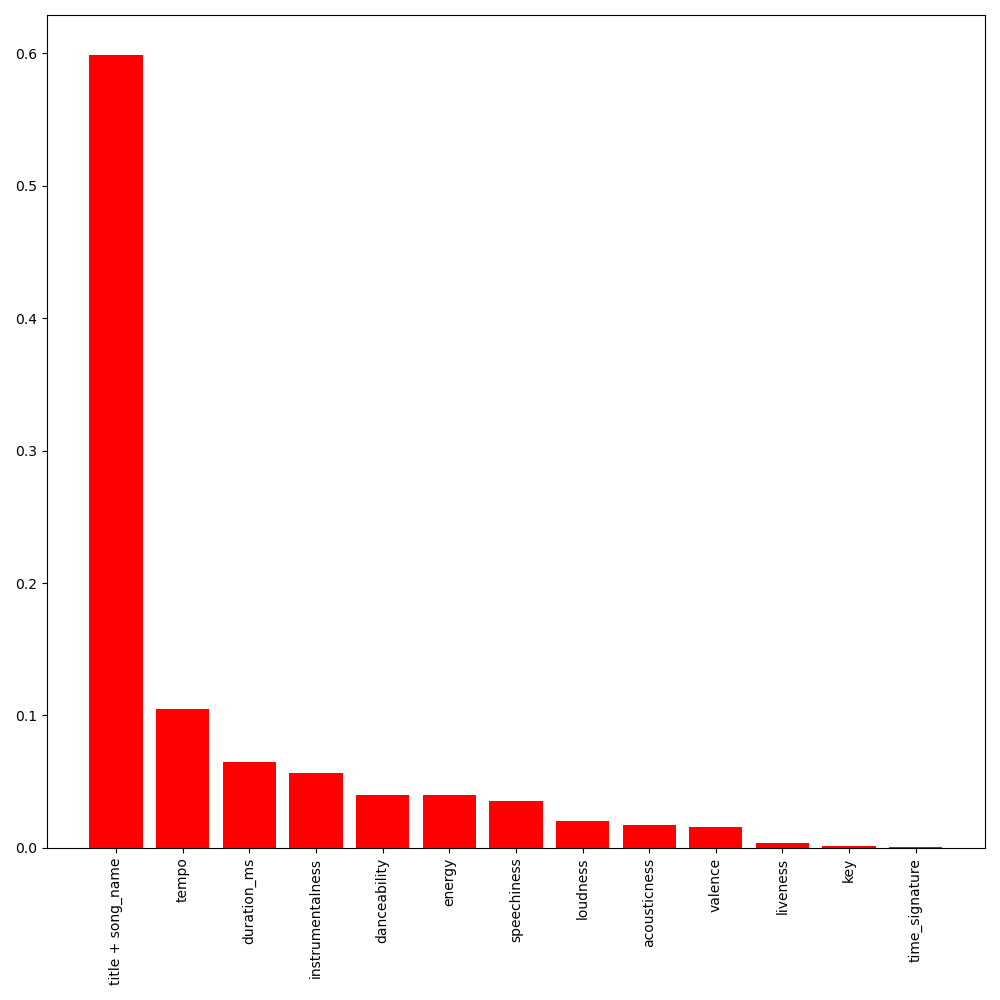 0.6
0.5
0.4
0.3
0.2
0.1
0.0
title + song_name
tempo
duration_ms
instrumentalness
danceability
energy
speechiness
loudness
acousticness
valence
liveness
key
time_signature